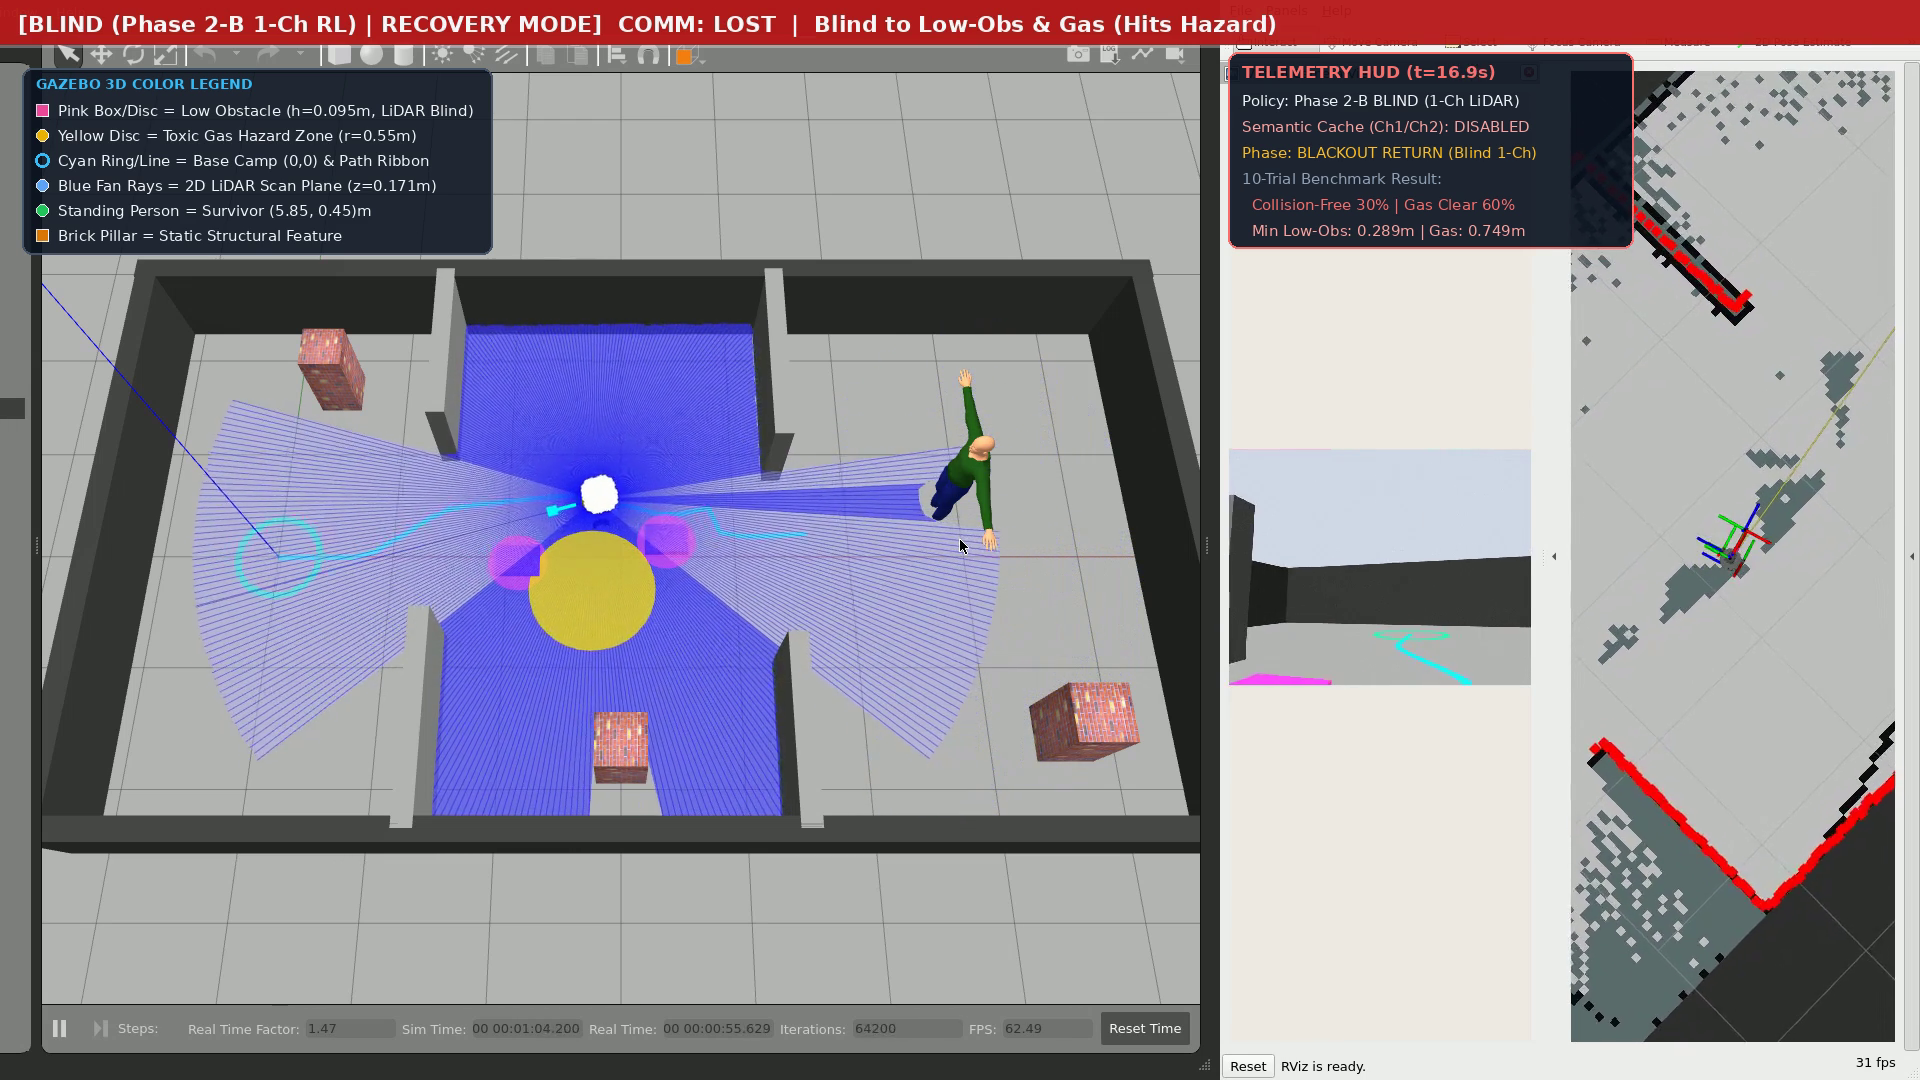 [BLIND (Phase 2-B 1-Ch RL) | RECOVERY MODE]  COMM: LOST  |  Blind to Low-Obs & Gas (Hits Hazard)
GAZEBO 3D COLOR LEGEND
Pink Box/Disc = Low Obstacle (h=0.095m, LiDAR Blind)
Yellow Disc = Toxic Gas Hazard Zone (r=0.55m)
Cyan Ring/Line = Base Camp (0,0) & Path Ribbon
Blue Fan Rays = 2D LiDAR Scan Plane (z=0.171m)
Standing Person = Survivor (5.85, 0.45)m
Brick Pillar = Static Structural Feature
TELEMETRY HUD (t=16.9s)
Policy: Phase 2-B BLIND (1-Ch LiDAR)
Semantic Cache (Ch1/Ch2): DISABLED
Phase: BLACKOUT RETURN (Blind 1-Ch)
10-Trial Benchmark Result:
Collision-Free 30% | Gas Clear 60%
Min Low-Obs: 0.289m | Gas: 0.749m
Steps: Real Time Factor: 1.47 Sim Time: 00 00:01:04.200 Real Time: 00 00:00:55.629 Iterations: 64200 FPS: 62.49 Reset Time
Reset RViz is ready. 31 fps